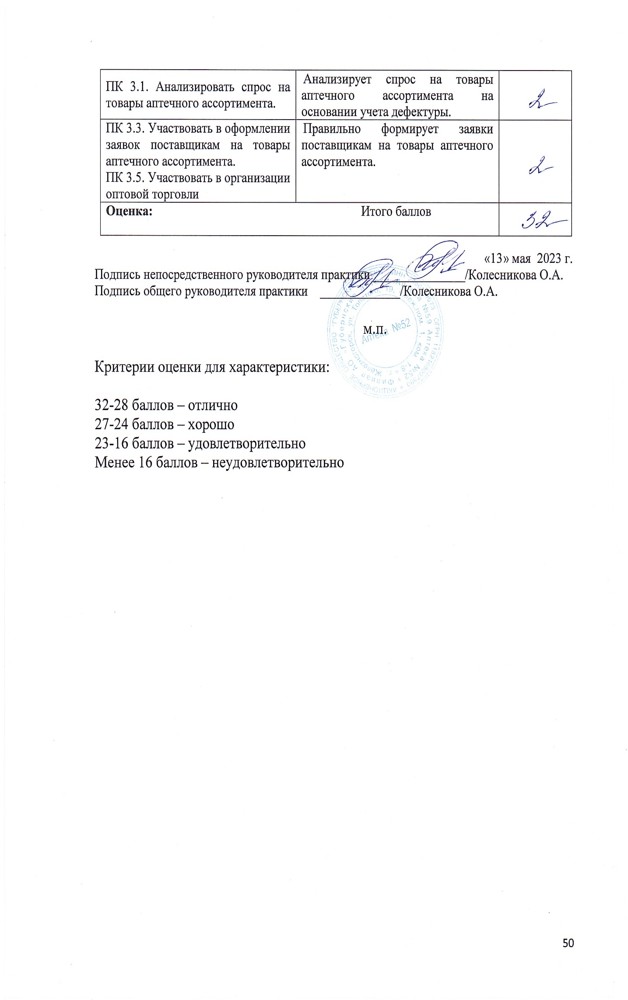 ПК 3.1. Анализировать спрос на
товары аптечного ассортимента.
Анализирует спрос на товары
аптечного ассортимента на
основании учета дефектуры.
2
ПК 3.3. Участвовать в оформлении
заявок поставщикам на товары
аптечного ассортимента.
ПК 3.5. Участвовать в организации
оптовой торговли
Правильно формирует заявки
поставщикам на товары аптечного
ассортимента.
2
Оценка: Итого баллов
32
«13» мая 2023 г.
Подпись непосредственного руководителя практики /Колесникова О.А.
Подпись общего руководителя практики /Колесникова О.А.
М.П.
Аптека №52
Критерии оценки для характеристики:
32-28 баллов – отлично
27-24 баллов – хорошо
23-16 баллов – удовлетворительно
Менее 16 баллов – неудовлетворительно
50